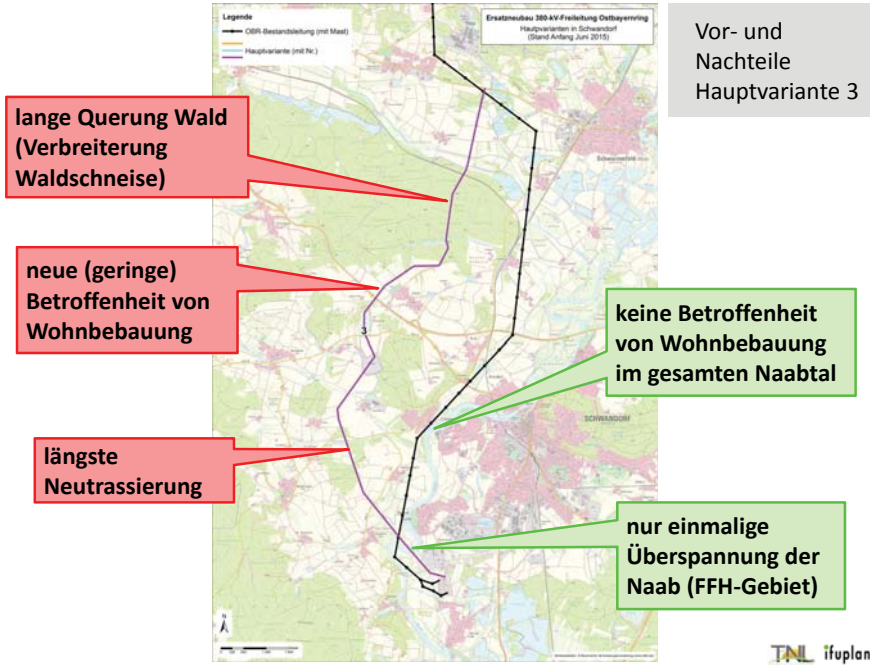 Legende
OBR-Bestandsleitung (mit Mast)
Hauptvariante (mit Nr.)
Ersatzneubau 380-kV-Freileitung Ostbayernring
Hautpvarianten in Schwandorf
(Stand Anfang Juni 2015)
Vor- und
Nachteile
Hauptvariante 3
lange Querung Wald
(Verbreiterung
Waldschneise)
neue (geringe)
Betroffenheit von
Wohnbebauung
3
keine Betroffenheit
von Wohnbebauung
im gesamten Naabtal
SCHWANDORF
längste
Neutrassierung
nur einmalige
Überspannung der
Naab (FFH-Gebiet)
N
TNL ifuplan